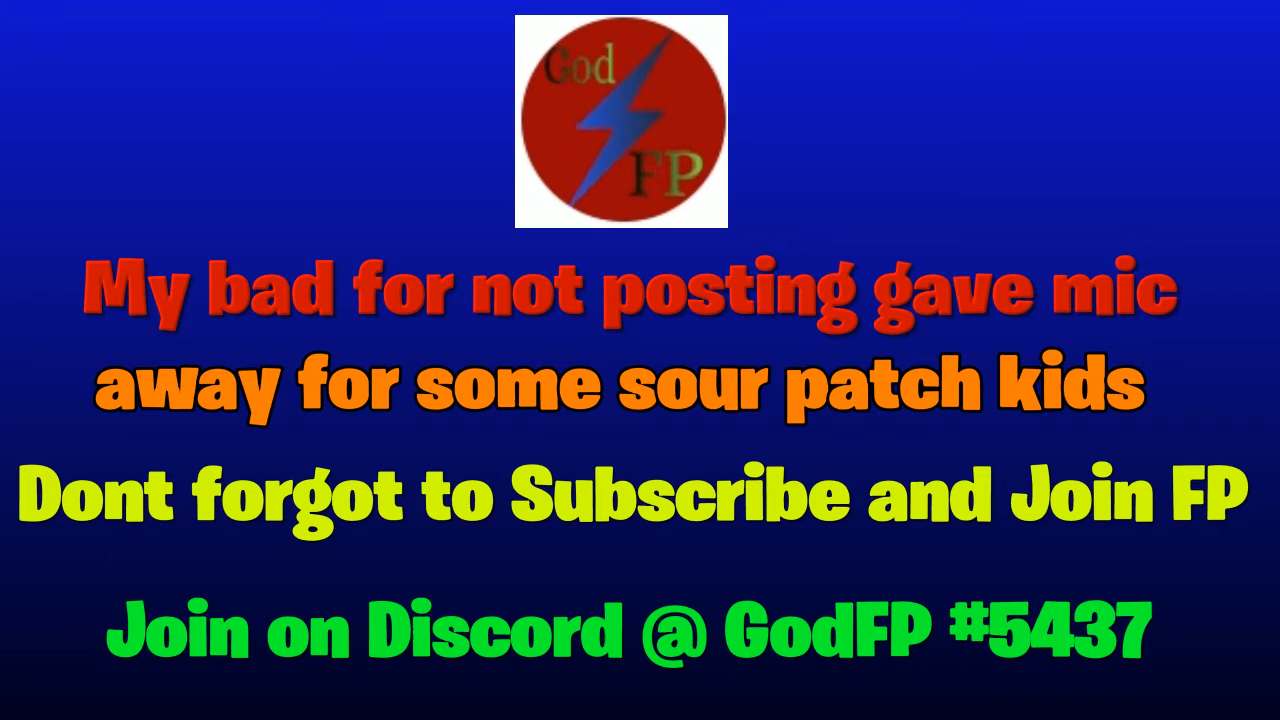 God
FP
My bad for not posting gave mic
away for some sour patch kids
Dont forgot to Subscribe and Join FP
Join on Discord @ GodFP #5437